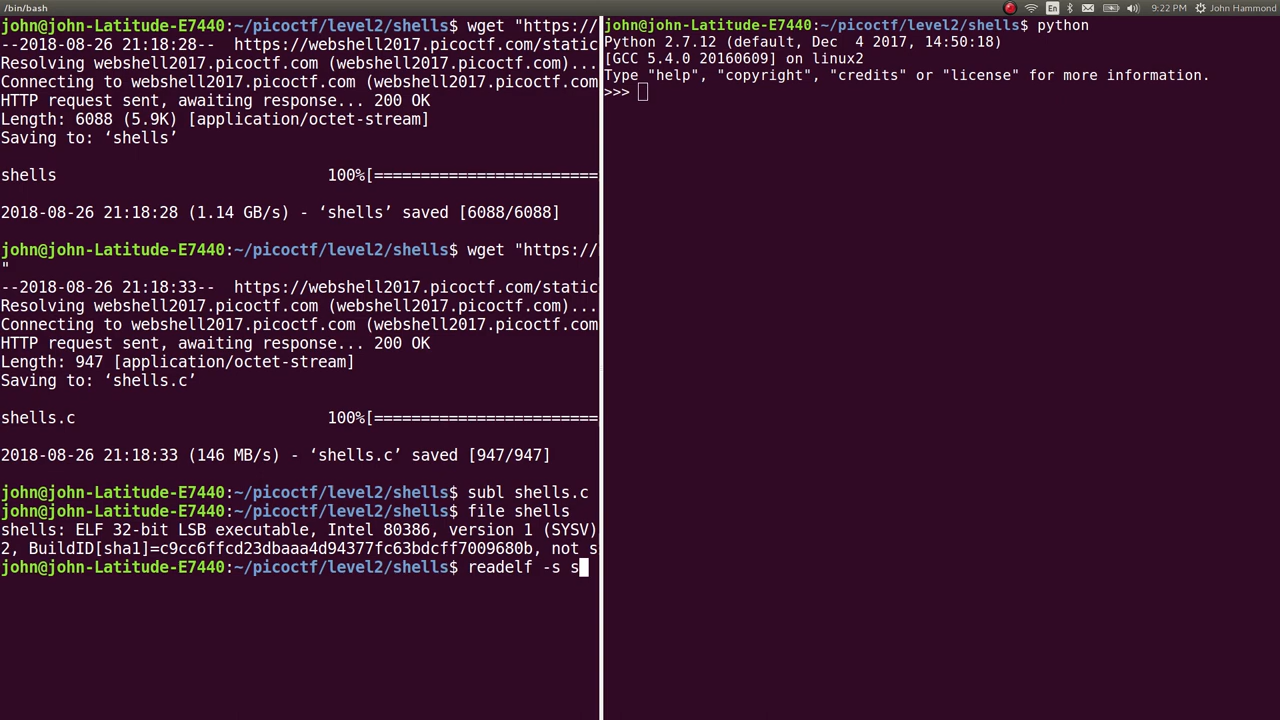 /bin/bash
En
9:22 PM
John Hammond
john@john-Latitude-E7440:~/picoctf/level2/shells$ wget "https://
--2018-08-26 21:18:28--  https://webshell2017.picoctf.com/static
Resolving webshell2017.picoctf.com (webshell2017.picoctf.com)...
Connecting to webshell2017.picoctf.com (webshell2017.picoctf.com
HTTP request sent, awaiting response... 200 OK
Length: 6088 (5.9K) [application/octet-stream]
Saving to: ‘shells’
shells                             100%[========================
2018-08-26 21:18:28 (1.14 GB/s) - ‘shells’ saved [6088/6088]
john@john-Latitude-E7440:~/picoctf/level2/shells$ wget "https://
"
--2018-08-26 21:18:33--  https://webshell2017.picoctf.com/static
Resolving webshell2017.picoctf.com (webshell2017.picoctf.com)...
Connecting to webshell2017.picoctf.com (webshell2017.picoctf.com
HTTP request sent, awaiting response... 200 OK
Length: 947 [application/octet-stream]
Saving to: ‘shells.c’
shells.c                           100%[========================
2018-08-26 21:18:33 (146 MB/s) - ‘shells.c’ saved [947/947]
john@john-Latitude-E7440:~/picoctf/level2/shells$ subl shells.c
john@john-Latitude-E7440:~/picoctf/level2/shells$ file shells
shells: ELF 32-bit LSB executable, Intel 80386, version 1 (SYSV)
2, BuildID[sha1]=c9cc6ffcd23dbaaa4d94377fc63bdcff7009680b, not s
john@john-Latitude-E7440:~/picoctf/level2/shells$ readelf -s s
john@john-Latitude-E7440:~/picoctf/level2/shells$ python
Python 2.7.12 (default, Dec  4 2017, 14:50:18)
[GCC 5.4.0 20160609] on linux2
Type "help", "copyright", "credits" or "license" for more information.
>>>